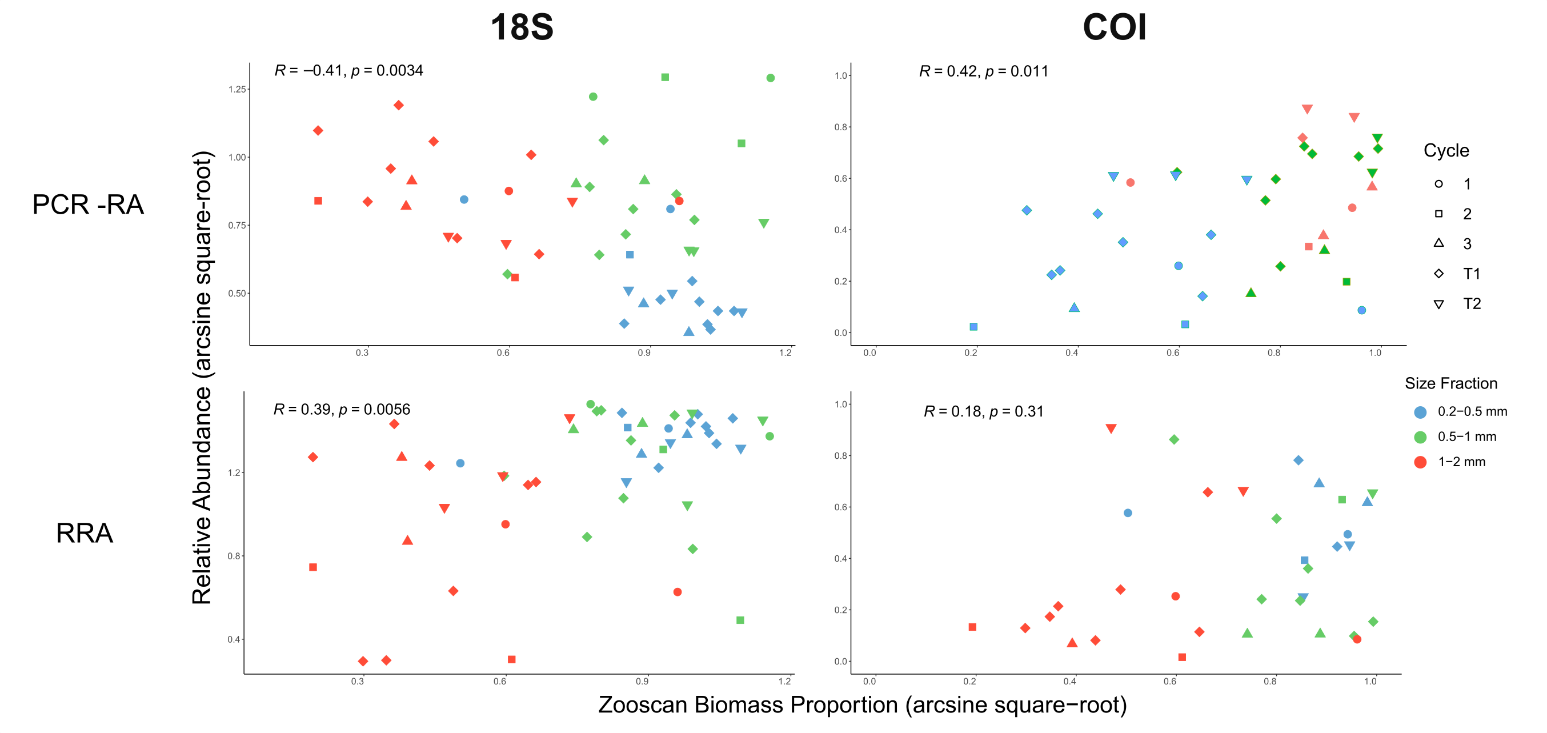 18S
COI
PCR -RA
RRA
Relative Abundance (arcsine square-root)
R = −0.41, p = 0.0034
1.25
1.00
0.75
0.50
0.3
0.6
0.9
1.2
R = 0.42, p = 0.011
1.0
0.8
0.6
0.4
0.2
0.0
0.0
0.2
0.4
0.6
0.8
1.0
R = 0.39, p = 0.0056
1.2
0.8
0.4
0.3
0.6
0.9
1.2
R = 0.18, p = 0.31
1.0
0.8
0.6
0.4
0.2
0.0
0.0
0.2
0.4
0.6
0.8
1.0
Zooscan Biomass Proportion (arcsine square−root)
Cycle
1
2
3
T1
T2
Size Fraction
0.2−0.5 mm
0.5−1 mm
1−2 mm